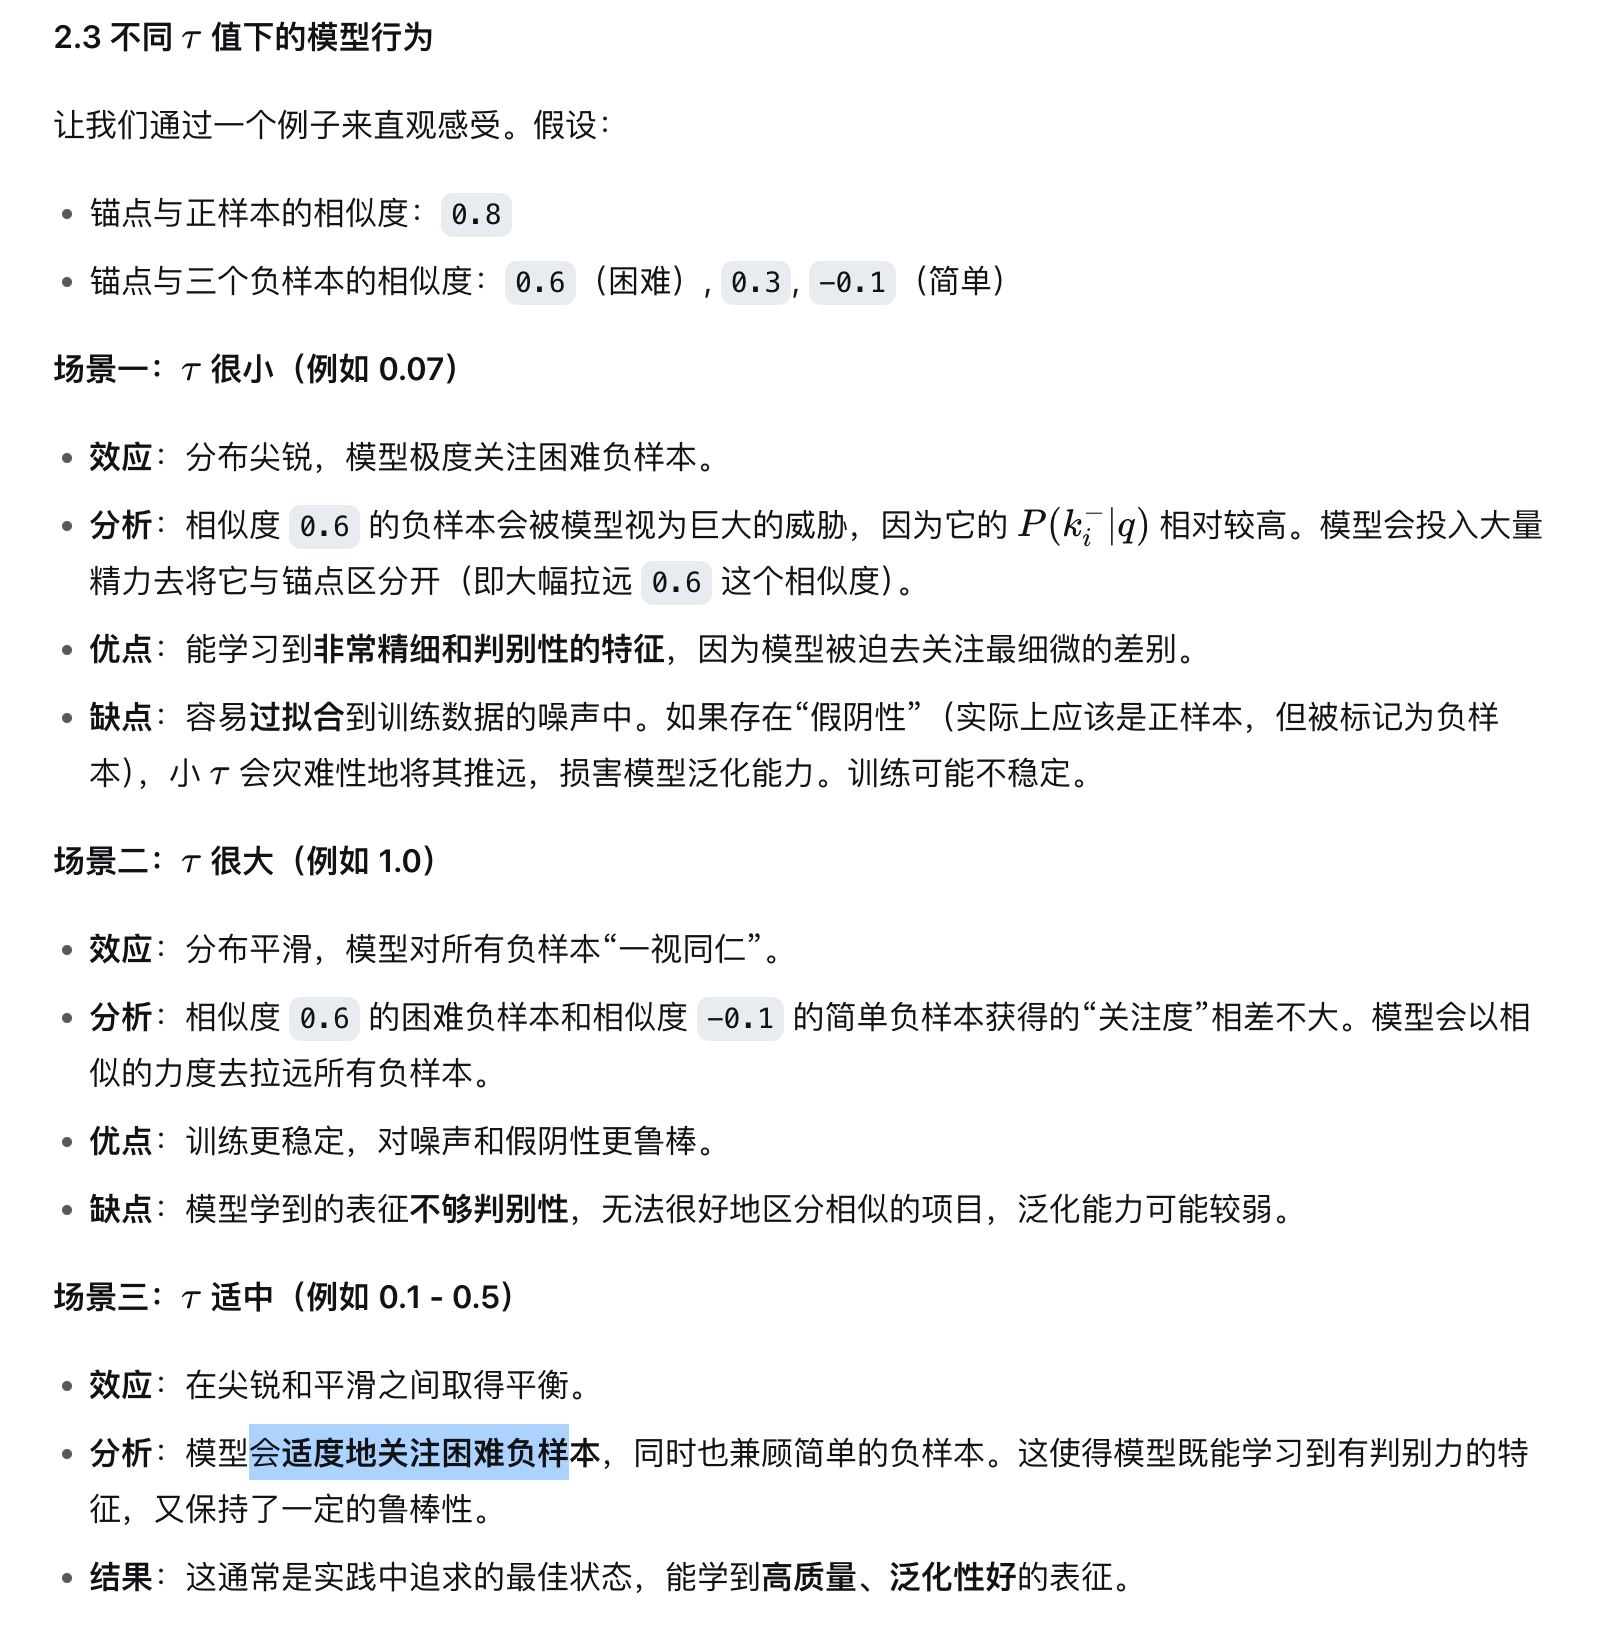 2.3 不同 τ 值下的模型行为
让我们通过一个例子来直观感受。假设：
• 锚点与正样本的相似度： 0.8
• 锚点与三个负样本的相似度： 0.6 （困难）, 0.3, -0.1 （简单）
场景一： τ 很小（例如 0.07）
• 效应：分布尖锐，模型极度关注困难负样本。
• 分析：相似度 0.6 的负样本会被模型视为巨大的威胁，因为它的 P(k_i^-|q) 相对较高。模型会投入大量
精力去将它与锚点区分开（即大幅拉远 0.6 这个相似度）。
• 优点：能学习到非常精细和判别性的特征，因为模型被迫去关注最细微的差别。
• 缺点：容易过拟合到训练数据的噪声中。如果存在“假阴性”（实际上应该是正样本，但被标记为负样
本），小 τ 会灾难性地将其推远，损害模型泛化能力。训练可能不稳定。
场景二： τ 很大（例如 1.0）
• 效应：分布平滑，模型对所有负样本“一视同仁”。
• 分析：相似度 0.6 的困难负样本和相似度 -0.1 的简单负样本获得的“关注度”相差不大。模型会以相
似的力度去拉远所有负样本。
• 优点：训练更稳定，对噪声和假阴性更鲁棒。
• 缺点：模型学到的表征不够判别性，无法很好地区分相似的项目，泛化能力可能较弱。
场景三： τ 适中（例如 0.1 - 0.5）
• 效应：在尖锐和平滑之间取得平衡。
• 分析：模型会适度地关注困难负样本，同时也兼顾简单的负样本。这使得模型既能学习到有判别力的特
征，又保持了一定的鲁棒性。
• 结果：这通常是实践中追求的最佳状态，能学到高质量、泛化性好的表征。